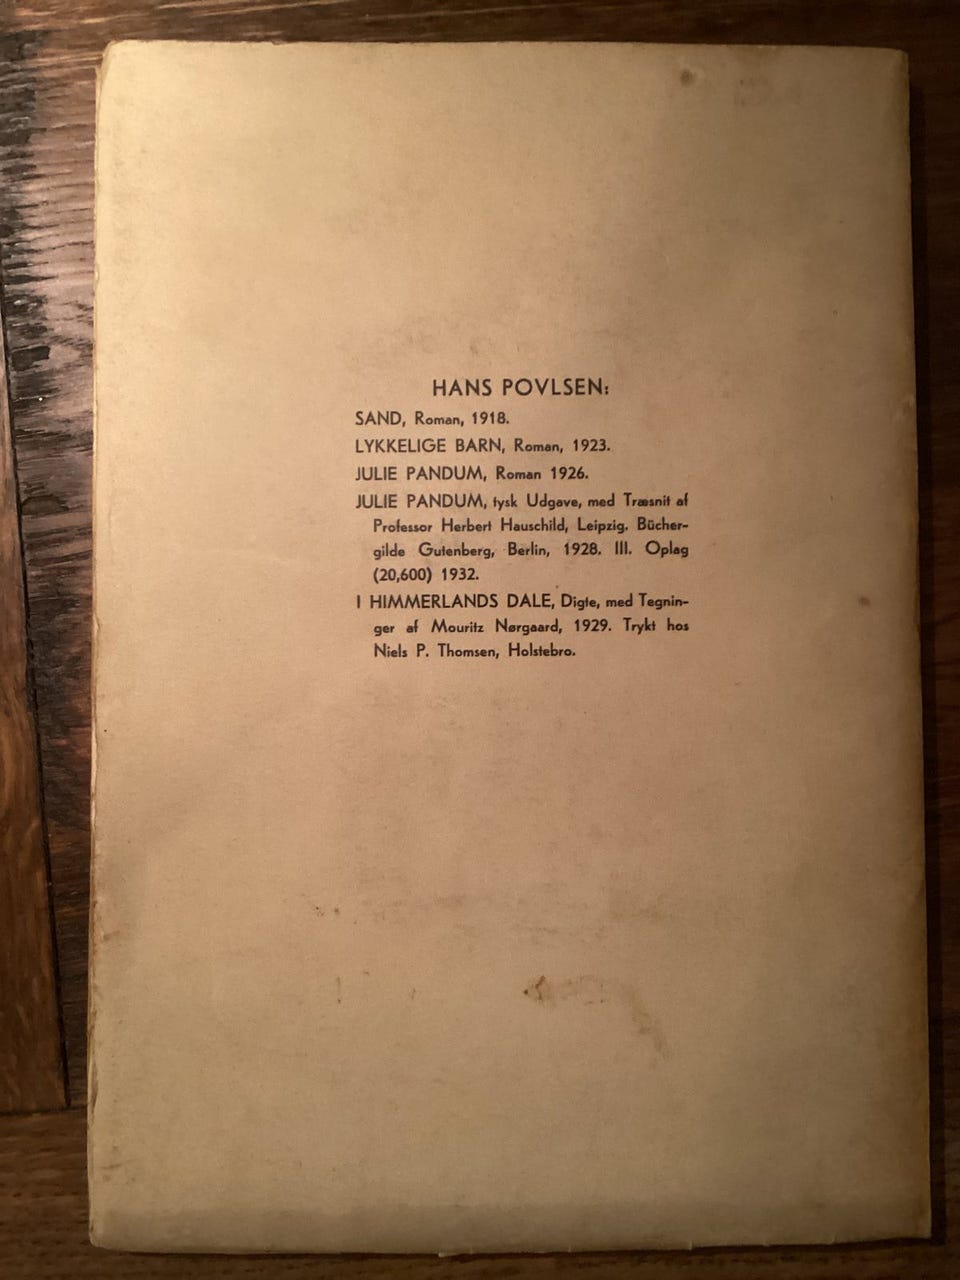 HANS POVLSEN:
SAND, Roman, 1918.
LYKKELIGE BARN, Roman, 1923.
JULIE PANDUM, Roman 1926.
JULIE PANDUM, tysk Udgave, med Træsnit af
Professor Herbert Hauschild, Leipzig. Bücher-
gilde Gutenberg, Berlin, 1928. III. Oplag
(20,600) 1932.
I HIMMERLANDS DALE, Digte, med Tegnin-
ger af Mouritz Nørgaard, 1929. Trykt hos
Niels P. Thomsen, Holstebro.